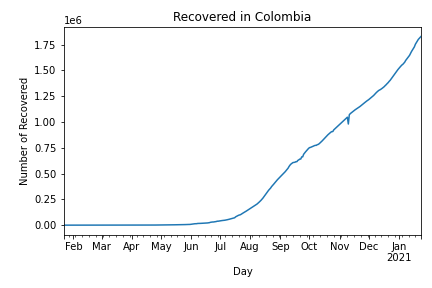 Recovered in Colombia
1e6
1.75
1.50
1.25
1.00
0.75
0.50
0.25
0.00
Number of Recovered
Feb Mar Apr May Jun Jul Aug Sep Oct Nov Dec Jan
2021
Day